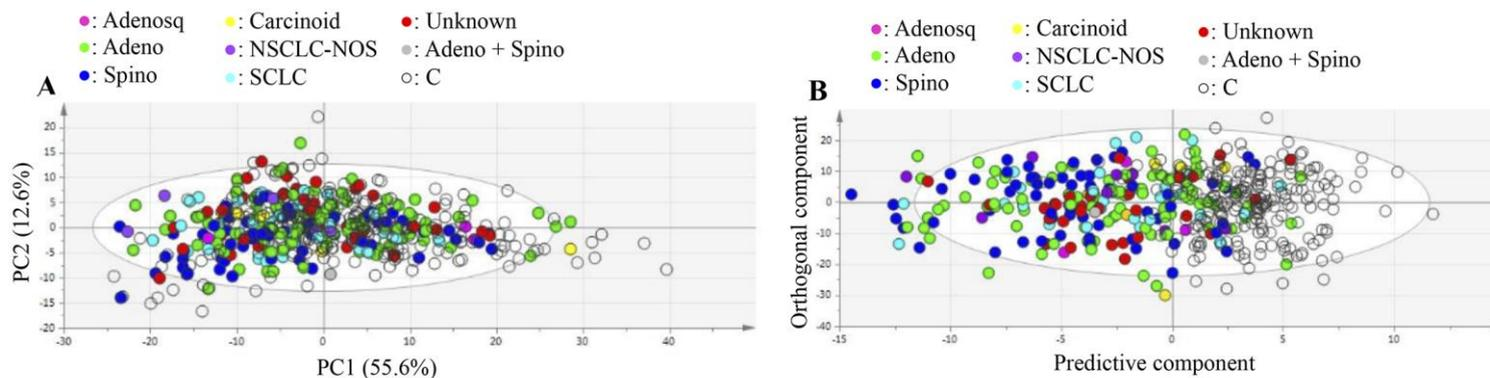 : Adenosq : Carcinoid : Unknown
: Adeno : NSCLC-NOS : Adeno + Spino
: Spino : SCLC : C
A
PC2 (12.6%)
20
15
10
5
0
-5
-10
-15
-20
-30 -20 -10 0 10 20 30 40
PC1 (55.6%)
: Adenosq : Carcinoid : Unknown
: Adeno : NSCLC-NOS : Adeno + Spino
: Spino : SCLC : C
B
Orthogonal component
20
10
0
-10
-20
-30
-40
-15 -10 -5 0 5 10
Predictive component